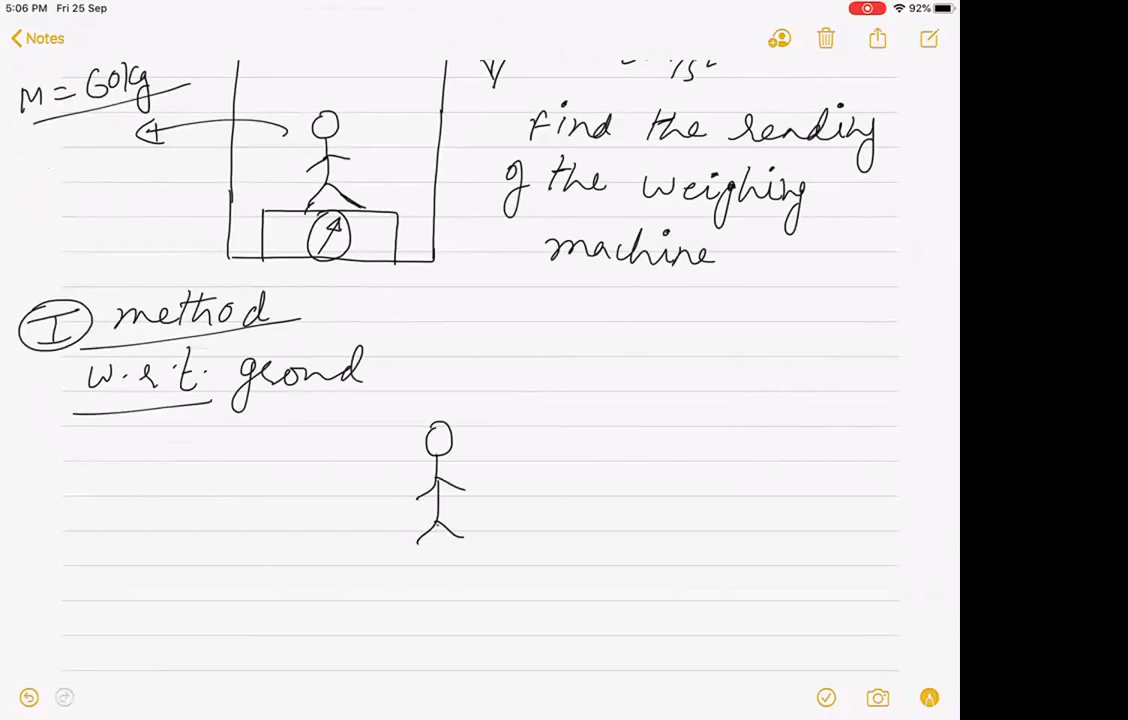 5:06 PM Fri 25 Sep
92%
Notes
M = 60kg
Find the reading
of the weighing
machine
I method
w.r.t. ground